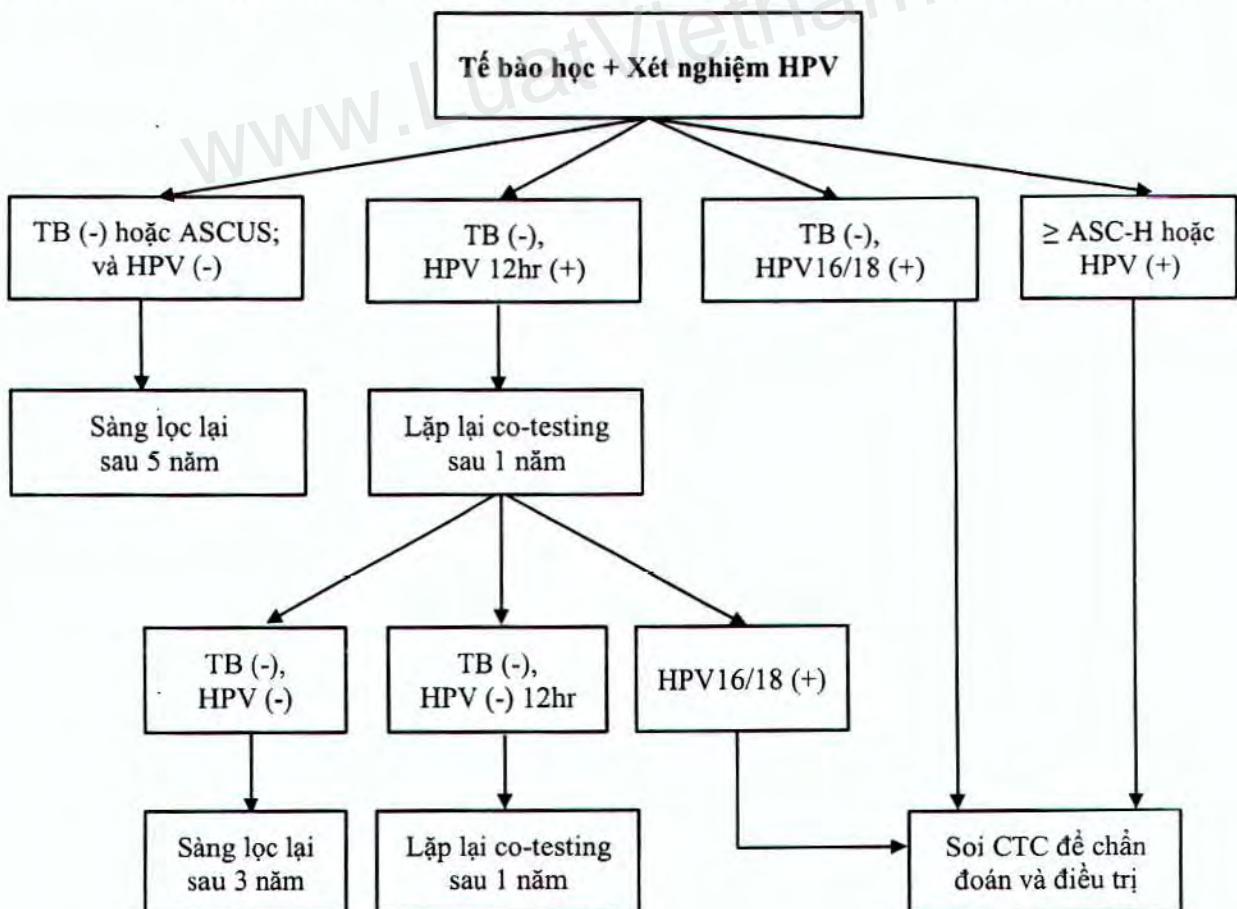 www.LuatVietnam
Tế bào học + Xét nghiệm HPV
TB (-) hoặc ASCUS;
và HPV (-)
TB (-),
HPV 12hr (+)
TB (-),
HPV16/18 (+)
≥ ASC-H hoặc
HPV (+)
Sàng lọc lại
sau 5 năm
Lặp lại co-testing
sau 1 năm
TB (-),
HPV (-)
TB (-),
HPV (-) 12hr
HPV16/18 (+)
Sàng lọc lại
sau 3 năm
Lặp lại co-testing
sau 1 năm
Soi CTC để chẩn
đoán và điều trị